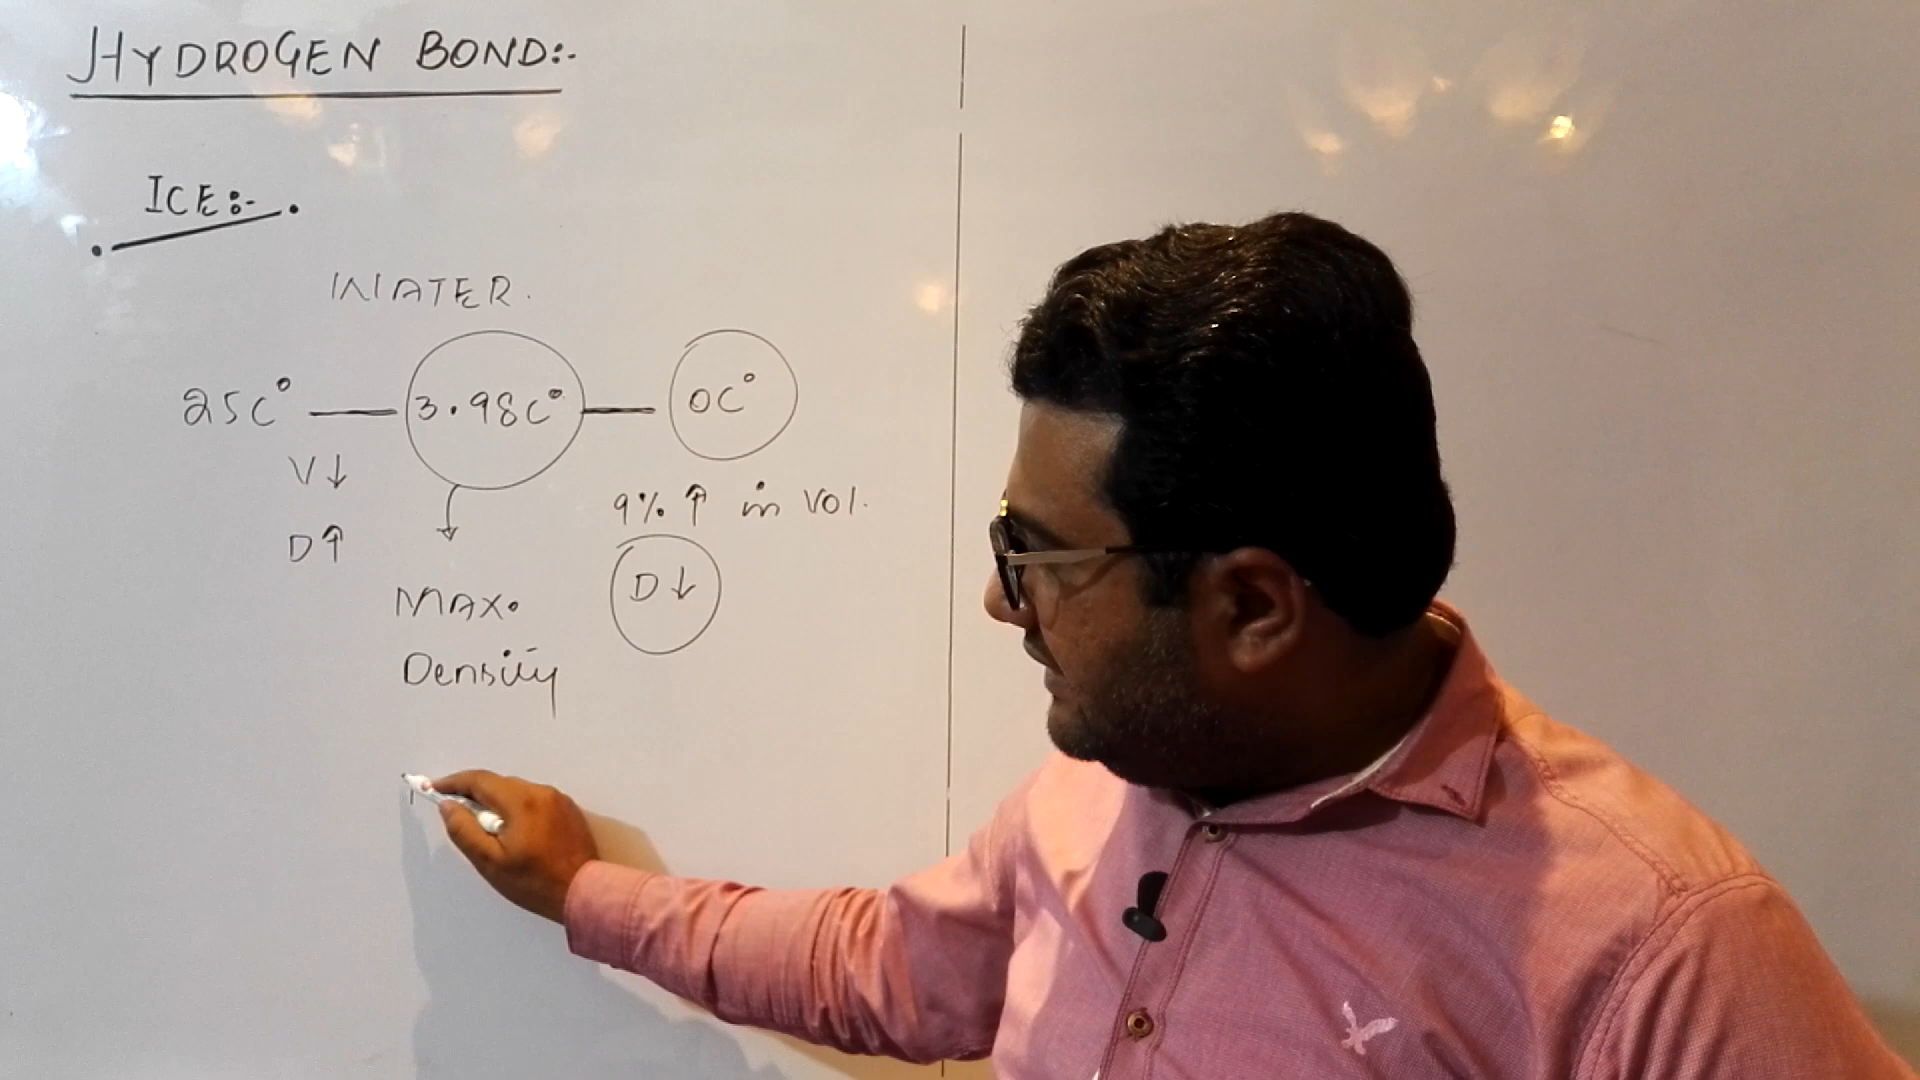 HYDROGEN BOND:-
ICE:-
WATER.
25C° — 3.98C° — 0C°
V↓
D↑
9% ↑ in Vol.
D↓
MAX.
Density